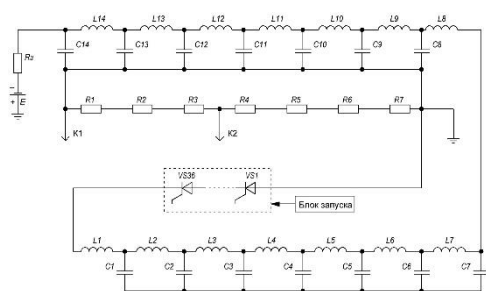 L14 L13 L12 L11 L10 L9 L8
C14 C13 C12 C11 C10 C9 C8
Rз
- + E
R1 R2 R3 R4 R5 R6 R7
K1 K2
VS36 VS1
Блок запуска
L1 L2 L3 L4 L5 L6 L7
C1 C2 C3 C4 C5 C6 C7